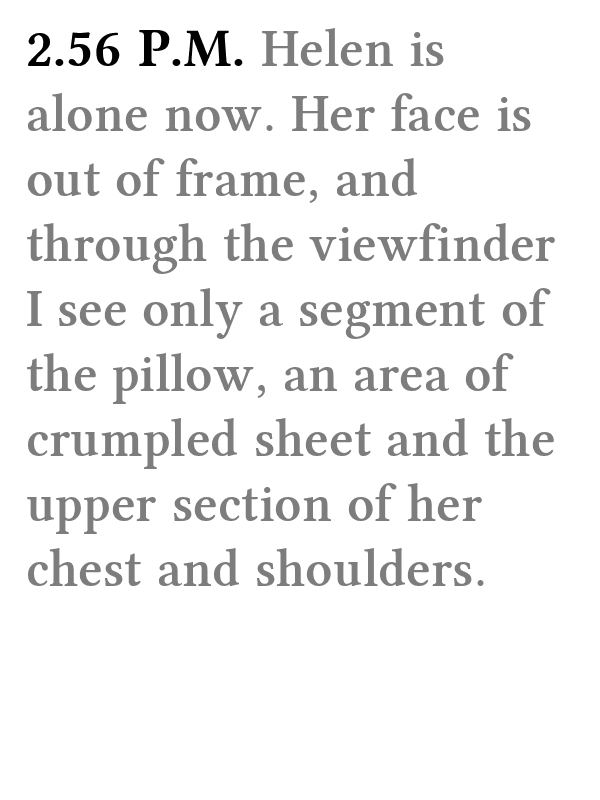 2.56 P.M. Helen is
alone now. Her face is
out of frame, and
through the viewfinder
I see only a segment of
the pillow, an area of
crumpled sheet and the
upper section of her
chest and shoulders.